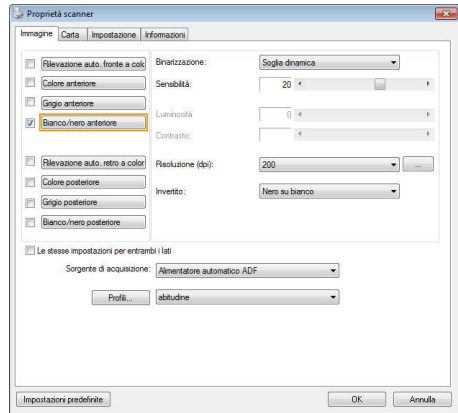 Proprietà scanner
Immagine Carta Impostazione Informazioni
Rilevazione auto. fronte a colo
Binarizzazione: Soglia dinamica
Colore anteriore
Sensibilità: 20
Grigio anteriore
Luminosità 0
Bianco/nero anteriore
Contrasto:
Rilevazione auto. retro a color
Risoluzione (dpi): 200 ...
Colore posteriore
Invertito: Nero su bianco
Grigio posteriore
Bianco/nero posteriore
Le stesse impostazioni per entrambi i lati
Sorgente di acquisizione: Alimentatore automatico ADF
Profili... abitudine
Impostazioni predefinite OK Annulla